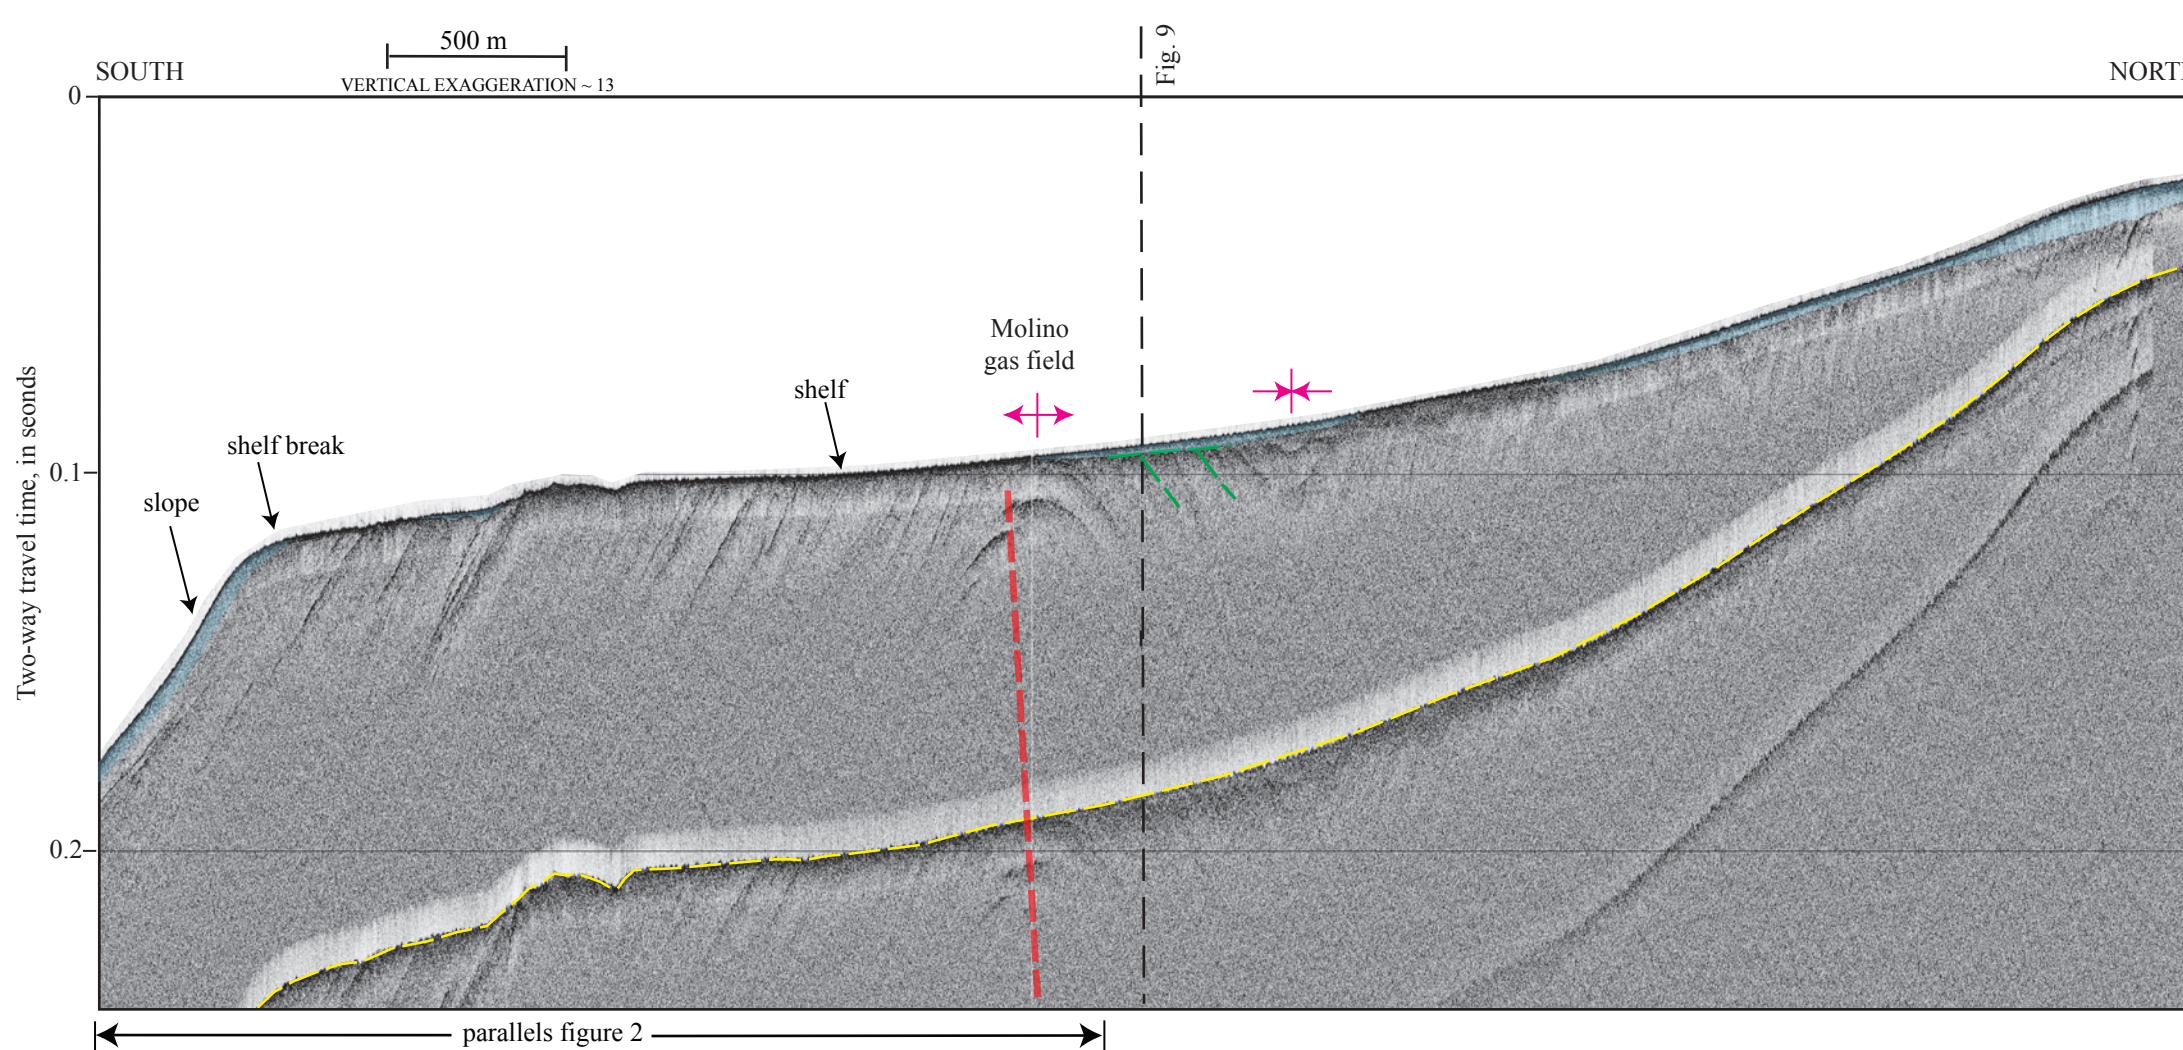 500 m
SOUTH
VERTICAL EXAGGERATION ~ 13
Fig. 9
NORTH
0
Molino
gas field
shelf
shelf break
slope
0.1
Two-way travel time, in seonds
0.2
parallels figure 2